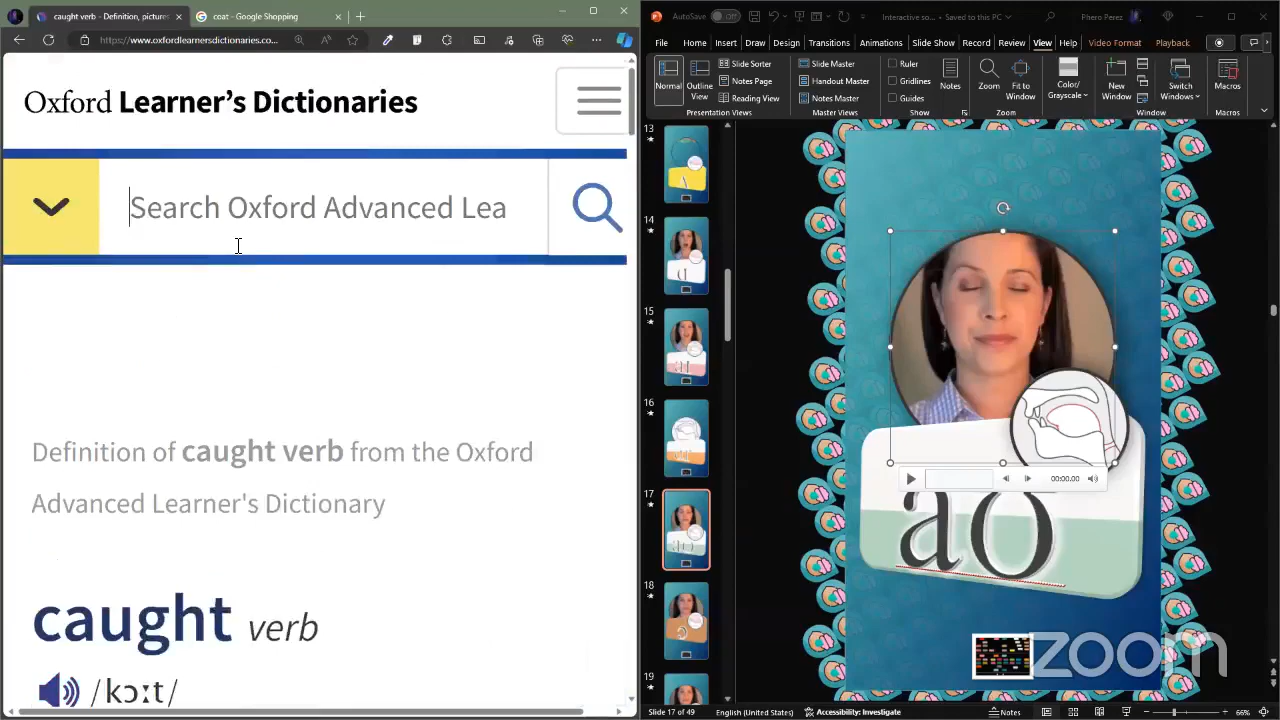 caught verb - Definition, pictures
coat - Google Shopping
https://www.oxfordlearnersdictionaries.co...
Oxford Learner's Dictionaries
Search Oxford Advanced Lea
Definition of caught verb from the Oxford
Advanced Learner's Dictionary
caught verb
/kɔːt/
AutoSave Off
Interactive so... - Saved to this PC
Phero Perez
File Home Insert Draw Design Transitions Animations Slide Show Record Review View Help Video Format Playback
Normal
Outline View
Slide Sorter
Notes Page
Reading View
Presentation Views
Slide Master
Handout Master
Notes Master
Master Views
Ruler
Gridlines
Guides
Show
Notes
Zoom
Fit to Window
Zoom
Color/ Grayscale
New Window
Switch Windows
Window
Macros
Macros
13
14
15
16
17
18
19
00:00.00
ao
zoom
Slide 17 of 49
English (United States)
Accessibility: Investigate
Notes
66%